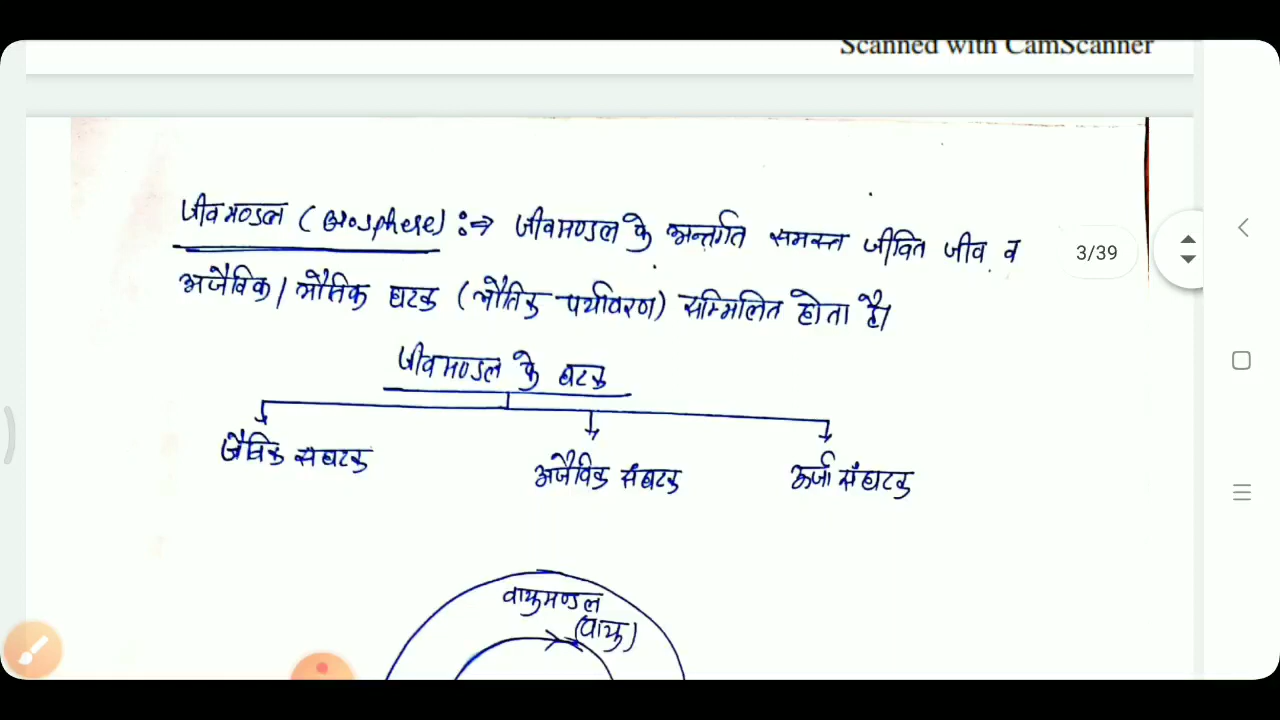 Scanned with CamScanner
जीवमण्डल (Biosphere) :⇒ जीवमण्डल के अन्तर्गत समस्त जीवित जीव व
अजैविक/भौतिक घटक (भौतिक पर्यावरण) सम्मिलित होता है।
3/39
जीवमण्डल के घटक
जैविक संघटक
अजैविक संघटक
ऊर्जा संघटक
वायुमण्डल
(वायु)